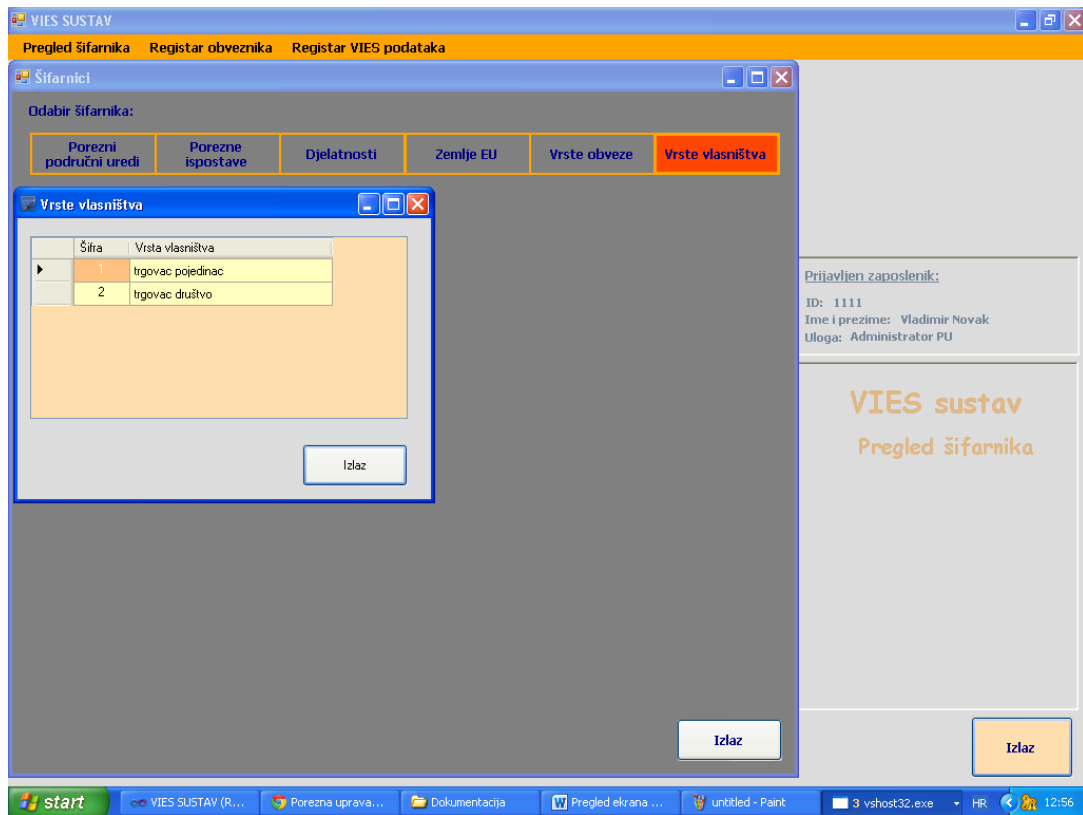 VIES SUSTAV
Pregled šifarnika Registar obveznika Registar VIES podataka
Šifarnici
Odabir šifarnika:
Porezni područni uredi
Porezne ispostave
Djelatnosti
Zemlje EU
Vrste obveze
Vrste vlasništva
Vrste vlasništva
Šifra Vrsta vlasništva
1 trgovac pojedinac
2 trgovac društvo
Izlaz
Prijavljen zaposlenik:
ID: 1111
Ime i prezime: Vladimir Novak
Uloga: Administrator PU
VIES sustav
Pregled šifarnika
Izlaz
Izlaz
start VIES SUSTAV (R... Porezna uprava... Dokumentacija Pregled ekrana ... untitled - Paint 3 vshost32.exe HR 12:56